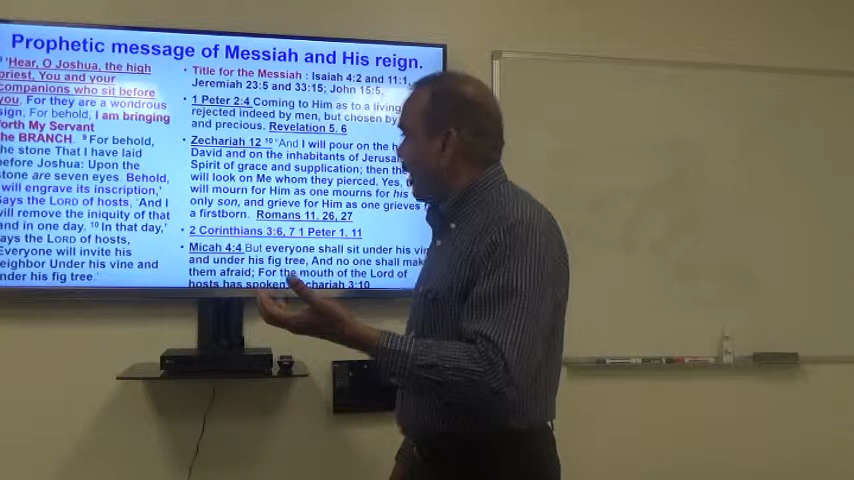 Prophetic message of Messiah and His reign.
'Hear, O Joshua, the high
priest, You and your
companions who sit before
you, For they are a wondrous
sign; For behold, I am bringing
forth My Servant
the BRANCH. 9 For behold,
the stone That I have laid
before Joshua: Upon the
stone are seven eyes. Behold,
I will engrave its inscription,'
Says the LORD of hosts, 'And I
will remove the iniquity of that
land in one day. 10 In that day,'
says the LORD of hosts,
'Everyone will invite his
neighbor Under his vine and
under his fig tree.'
• Title for the Messiah : Isaiah 4:2 and 11:1,
Jeremiah 23:5 and 33:15; John 15:5,
• 1 Peter 2:4 Coming to Him as to a living
rejected indeed by men, but chosen by
and precious. Revelation 5. 6
• Zechariah 12 10 "And I will pour on the
David and on the inhabitants of
Spirit of grace and supplication; then
will look on Me whom they pierced. Yes,
will mourn for Him as one mourns for his
only son, and grieve for Him as one grieves
a firstborn. Romans 11, 26, 27
• 2 Corinthians 3:6, 7 1 Peter 1. 11
• Micah 4:4 But everyone shall sit under his
and under his fig tree, And no one shall
them afraid; For the mouth of the Lord of
hosts has spoken. Zechariah 3:10